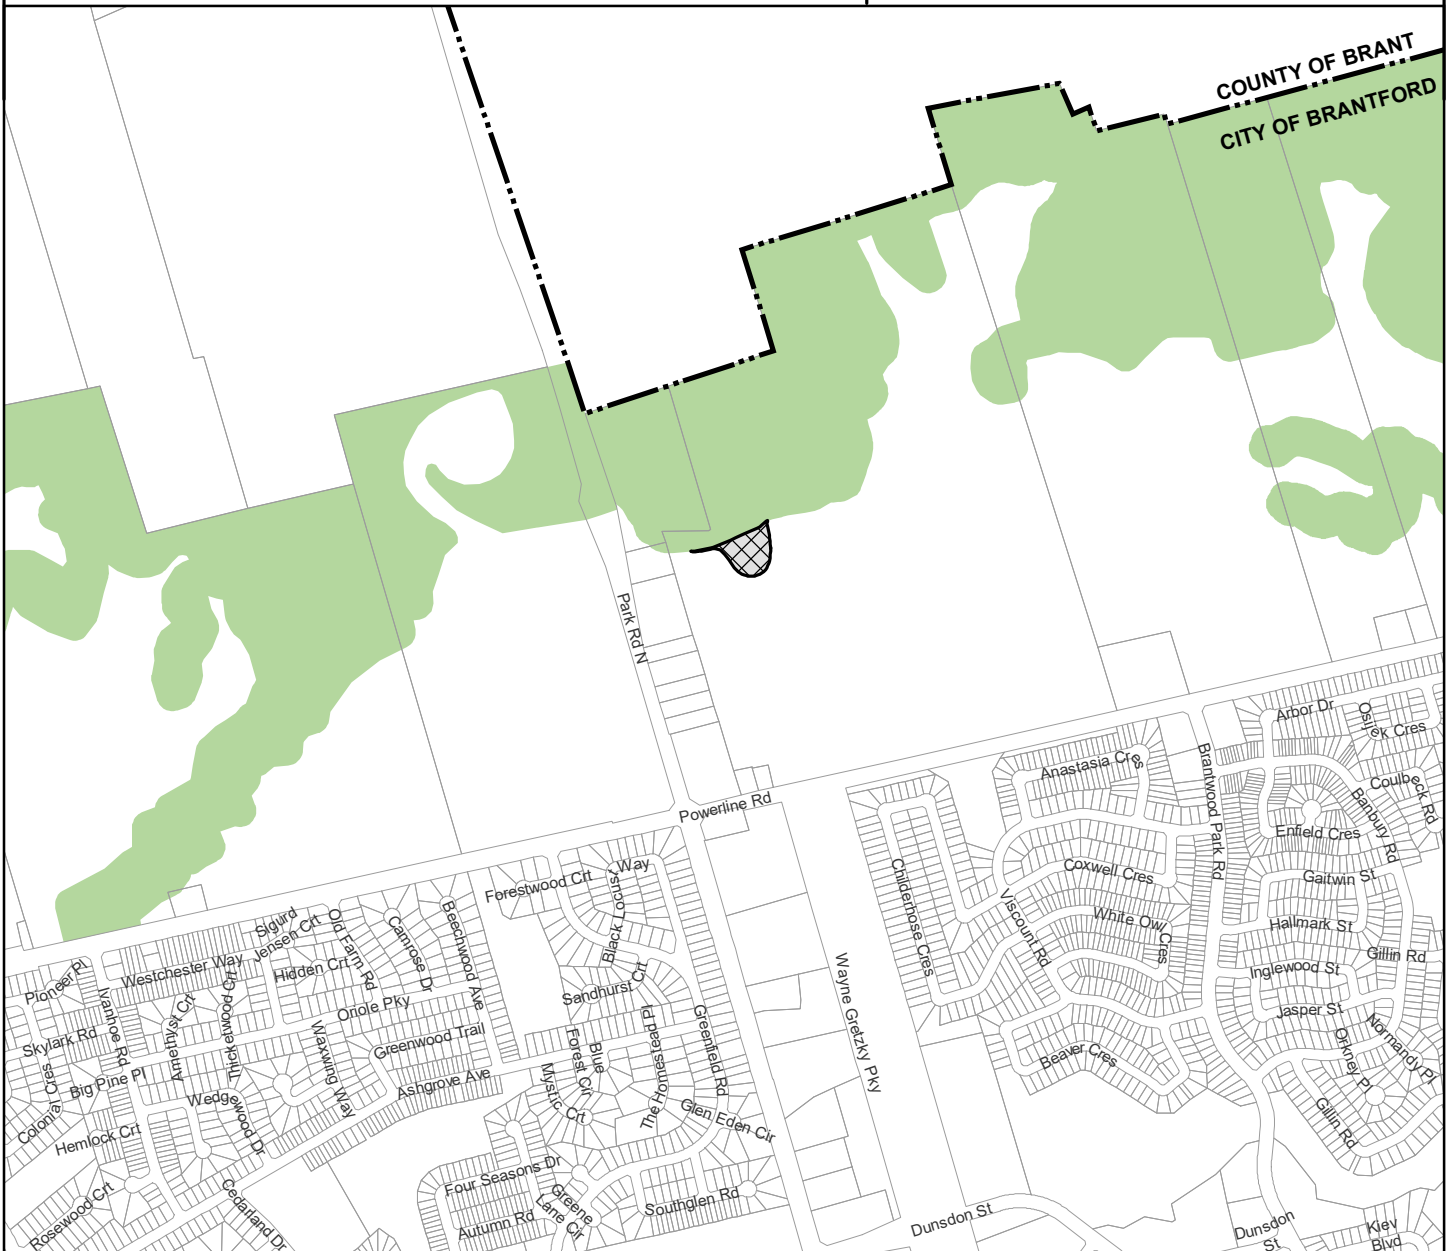 COUNTY OF BRANT
CITY OF BRANTFORD
Park Rd N
Powerline Rd
Arbor Dr
Osljek Cres
Anastasia Cres
Brantwood Park Rd
Coulbeck Rd
Banbury Rd
Enfield Cres
Forestwood Crt
Black Locust Way
Childerhose Cres
Coxwell Cres
Gaitwin St
Viscount Rd
White Owl Cres
Hallmark St
Gillin Rd
Sigurd
Jensen Crt
Old Farm Rd
Camrose Dr
Beechwood Ave
Pioneer Pl
Westchester Way
Hidden Crt
Inglewood St
Ivanhoe Rd
Amethyst Crt
Thicketwood Crt
Oriole Pky
Sandhurst Crt
Wayne Gretzky Pky
Jasper St
Normandy Pl
Orkney Pl
Skylark Rd
Waxwing Way
Greenwood Trail
Forest Cir
Blue
The Homestead Pl
Greenfield Rd
Beaver Cres
Colonial Cres
Big Pine Pl
Wedgewood Dr
Ashgrove Ave
Mystic Crt
Glen Eden Cir
Gillin Rd
Hemlock Crt
Four Seasons Dr
Rosewood Crt
Cedarland Dr
Greene
Lane Cir
Southglen Rd
Autumn Rd
Dunsdon St
Dunsdon
St
Kiev
Blvd